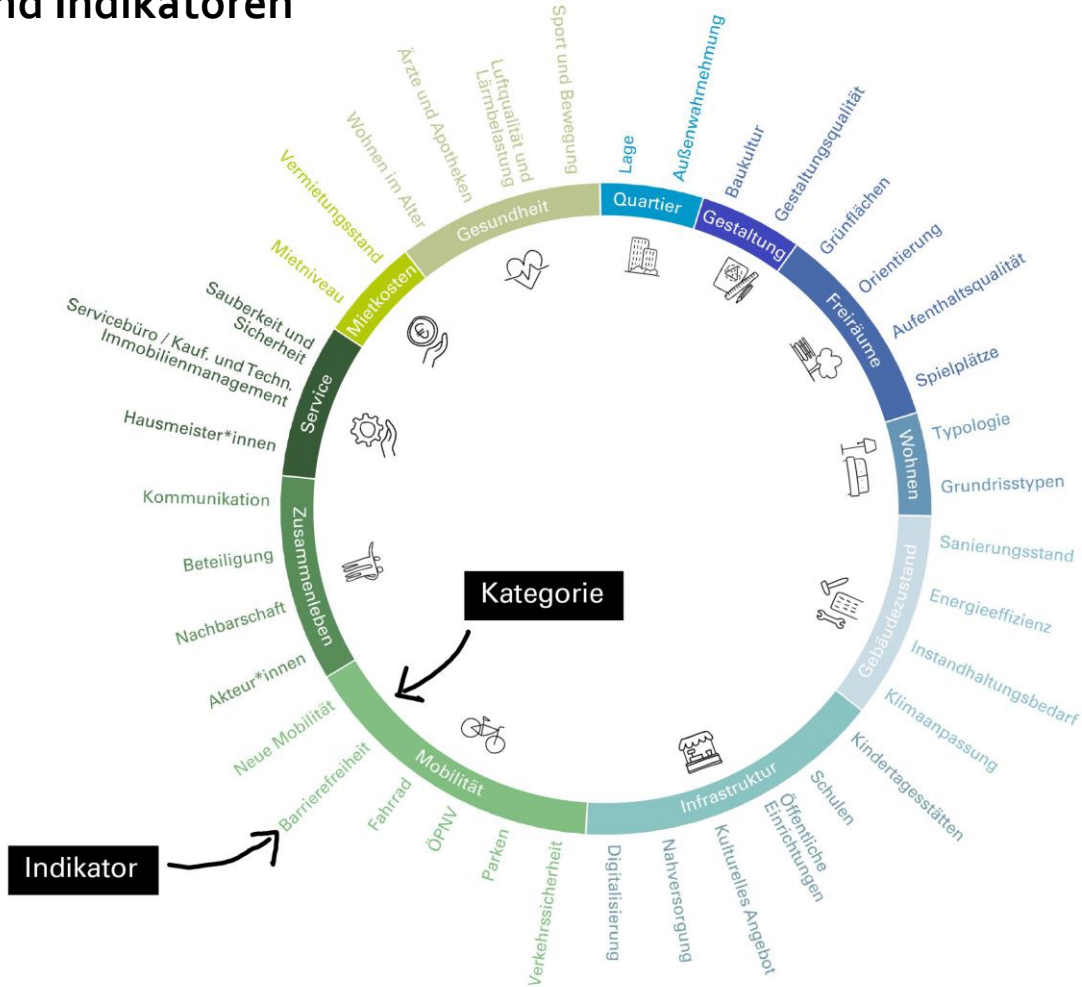 nd Indikatoren
Quartier
Lage
Außenwahrnehmung
Gestaltung
Baukultur
Gestaltungsqualität
Freiräume
Grünflächen
Orientierung
Aufenthaltsqualität
Spielplätze
Wohnen
Typologie
Grundrisstypen
Gebäudezustand
Sanierungsstand
Energieeffizienz
Instandhaltungsbedarf
Klimaanpassung
Infrastruktur
Kindertagesstätten
Schulen
Öffentliche
Einrichtungen
Kulturelles Angebot
Nahversorgung
Digitalisierung
Mobilität
Verkehrssicherheit
Parken
ÖPNV
Fahrrad
Barrierefreiheit
Neue Mobilität
Zusammenleben
Akteur*innen
Nachbarschaft
Beteiligung
Kommunikation
Service
Hausmeister*innen
Servicebüro / Kauf. und Techn.
Immobilienmanagement
Sauberkeit und
Sicherheit
Mietkosten
Mietniveau
Vermietungsstand
Gesundheit
Wohnen im Alter
Ärzte und Apotheken
Luftqualität und
Lärmbelastung
Sport und Bewegung
Kategorie
Indikator
€